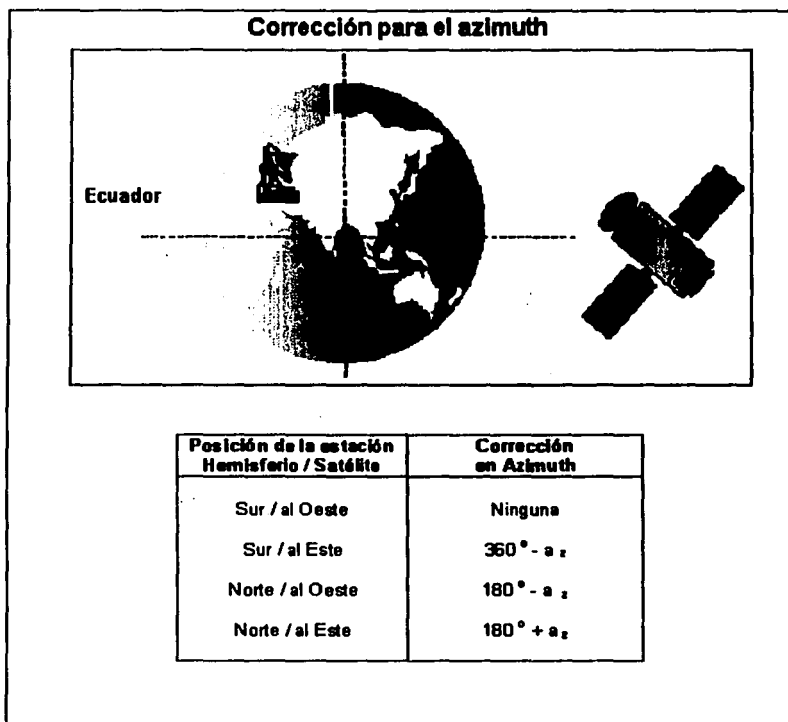 Corrección para el azimuth
Ecuador
Posición de la estación Hemisferio / Satélite
Corrección en Azimuth
Sur / al Oeste Ninguna
Sur / al Este 360° - a z
Norte / al Oeste 180° - a z
Norte / al Este 180° + a z